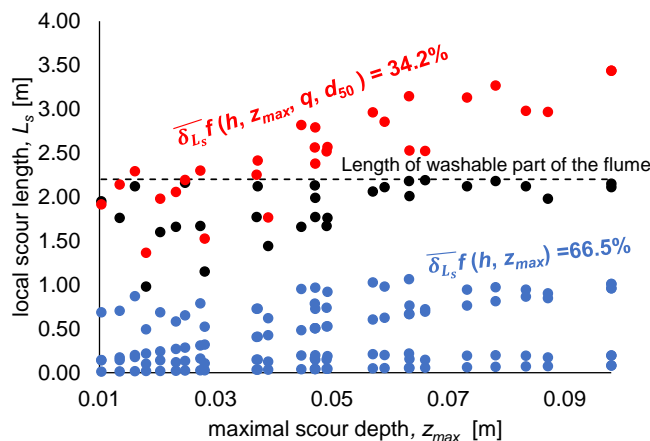 4.00
3.50
3.00
2.50
2.00
1.50
1.00
0.50
0.00
local scour length, Ls [m]
δLs f (h, zmax, q, d50) = 34.2%
Length of washable part of the flume
δLs f (h, zmax) =66.5%
0.01 0.03 0.05 0.07 0.09
maximal scour depth, zmax [m]